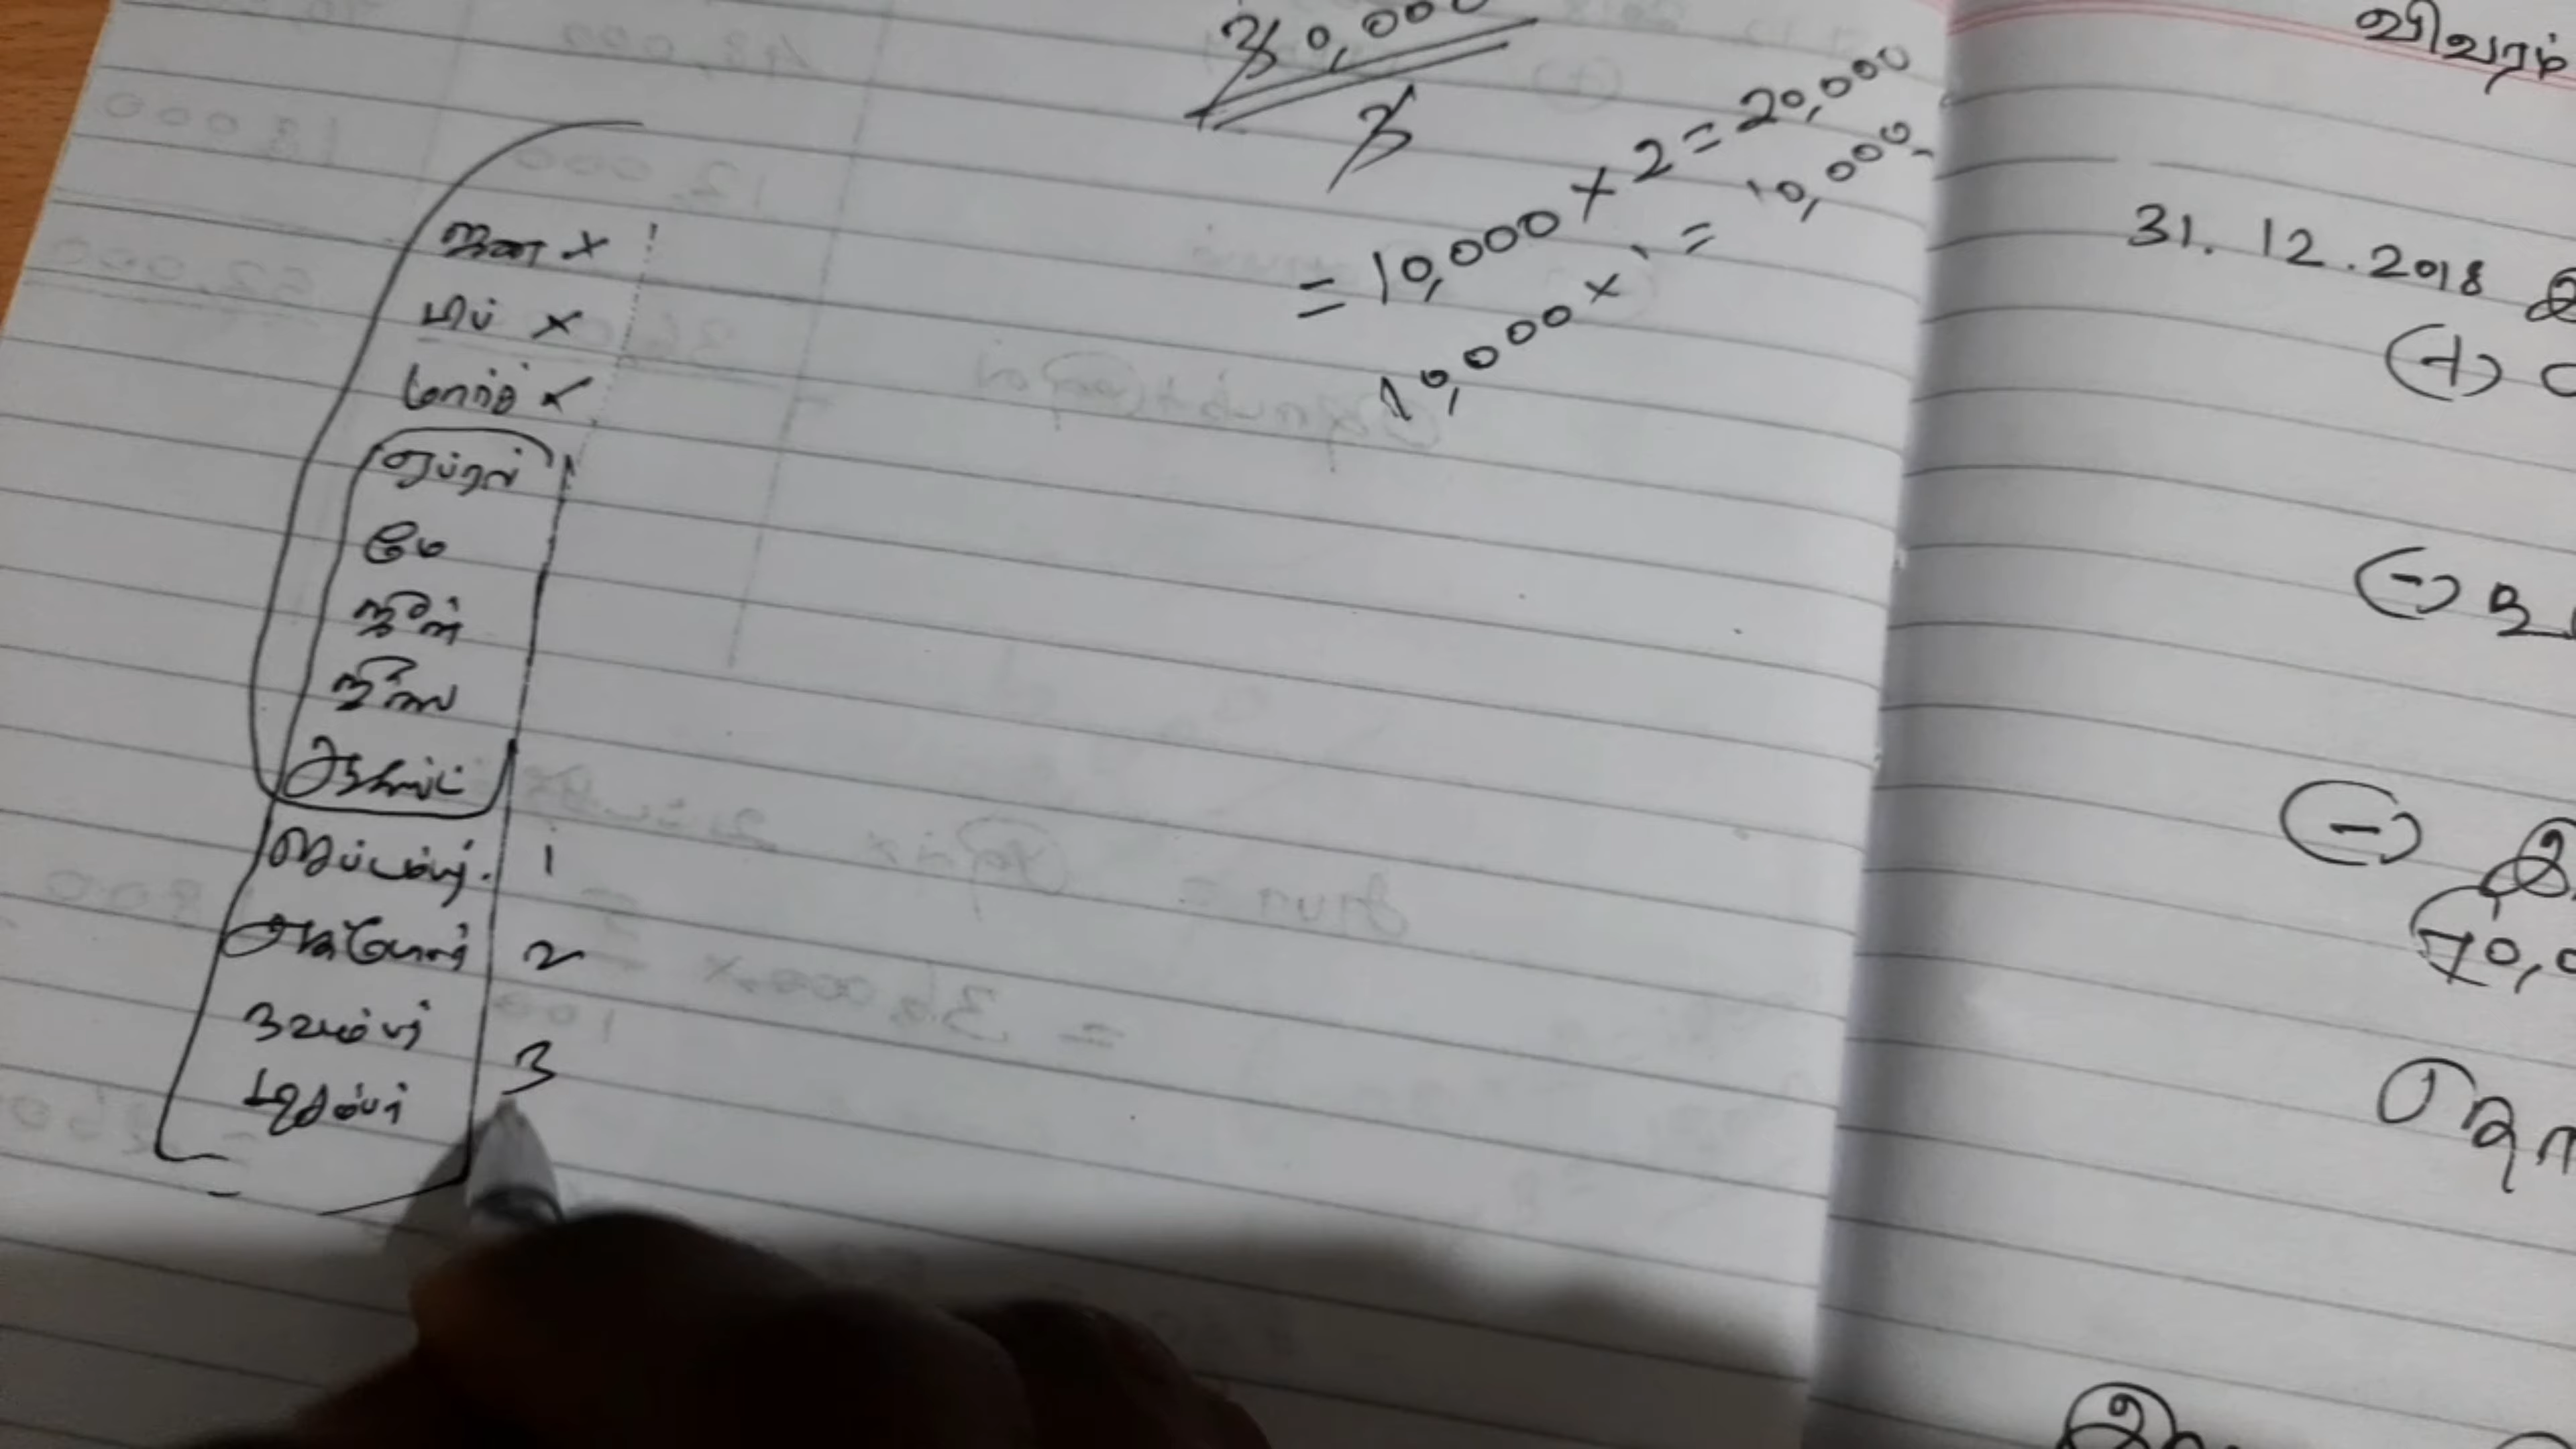 30,000
3
= 10,000 × 2 = 20,000
10,000 × 1 = 10,000
ஜன ×
பிப் ×
மார்ச் ×
ஏப்ரல்
மே
ஜூன்
ஜூலை
ஆகஸ்ட்
செப்டம்பர். 1
அக்டோபர் 2
நவம்பர் 3
டிசம்பர்
விவரம்
31. 12. 2018
(+)
(-)
(-)